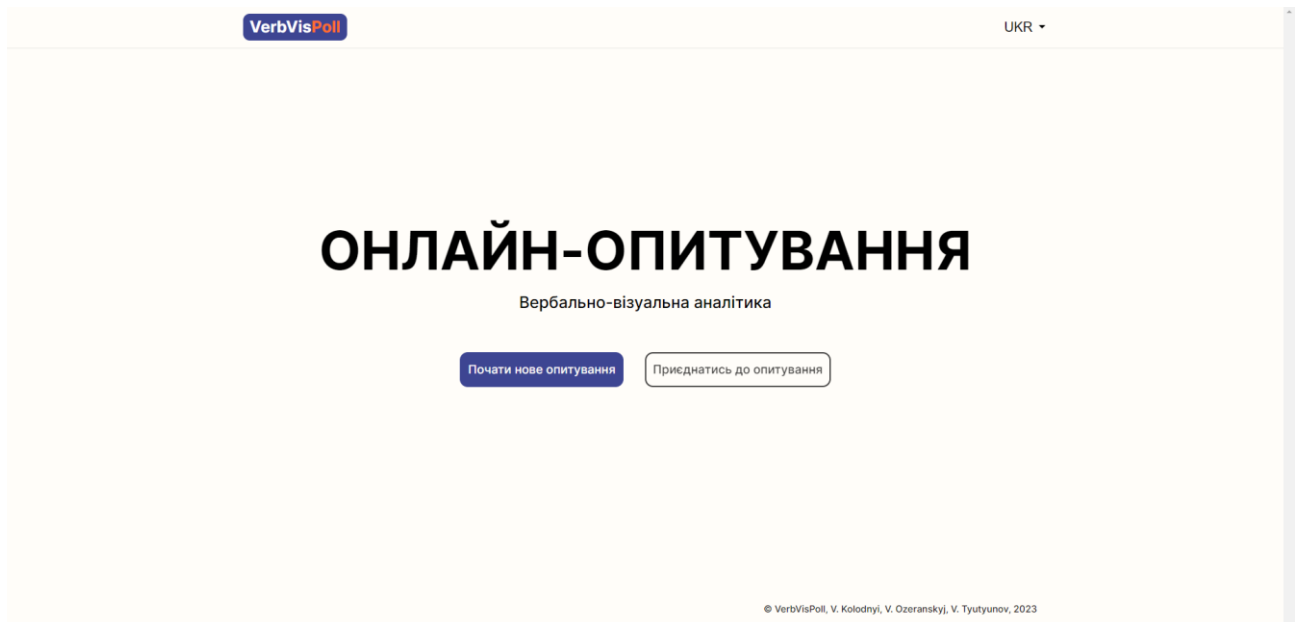 VerbVisPoll
UKR
ОНЛАЙН-ОПИТУВАННЯ
Вербально-візуальна аналітика
Почати нове опитування
Приєднатись до опитування
© VerbVisPoll, V. Kolodnyi, V. Ozeranskyj, V. Tyutyunov, 2023